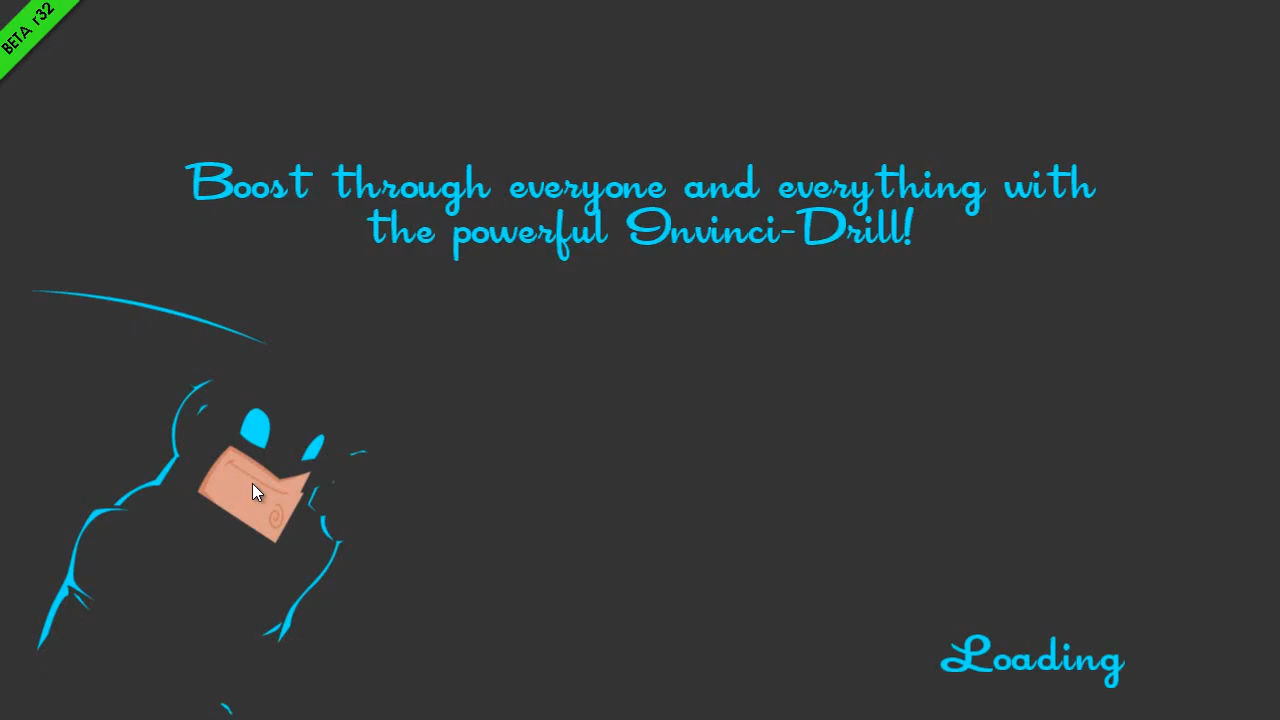 BETA r32
Boost through everyone and everything with
the powerful Invinci-Drill!
Loading